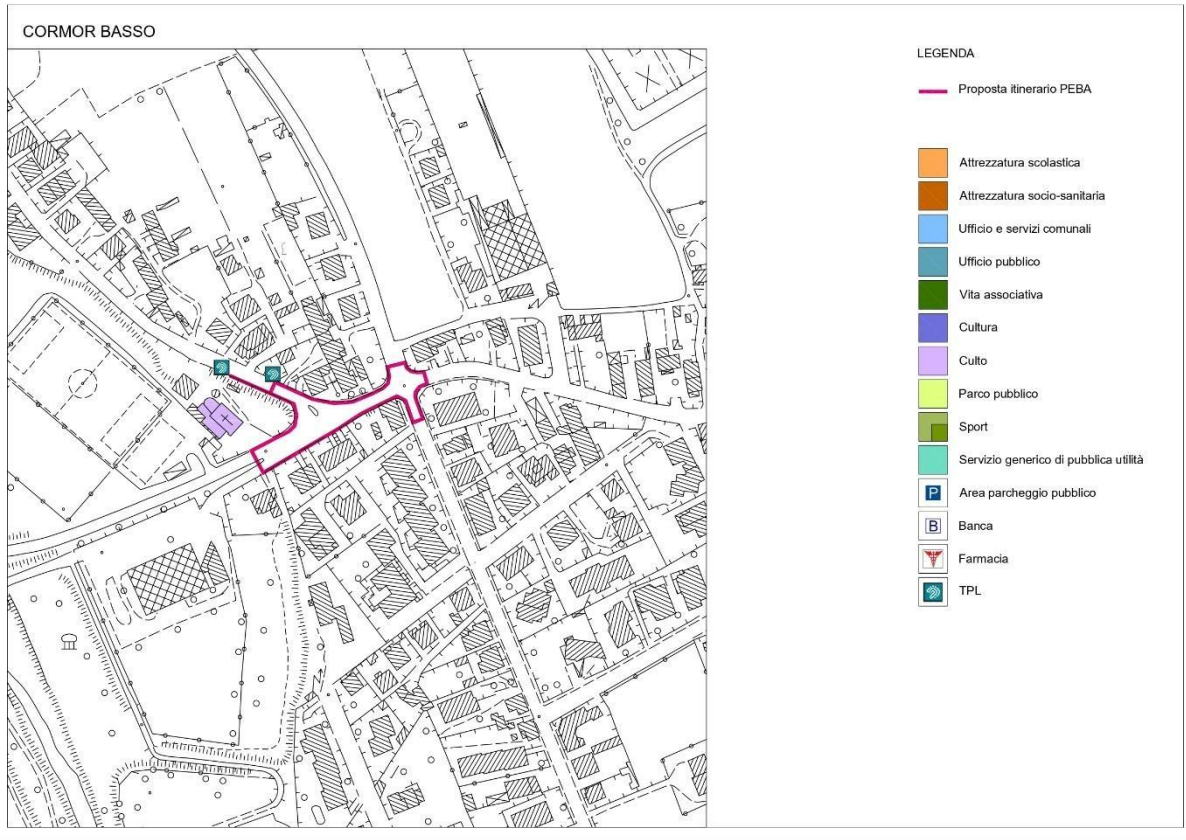 CORMOR BASSO
LEGENDA
Proposta itinerario PEBA
Attrezzatura scolastica
Attrezzatura socio-sanitaria
Ufficio e servizi comunali
Ufficio pubblico
Vita associativa
Cultura
Culto
Parco pubblico
Sport
Servizio generico di pubblica utilità
P Area parcheggio pubblico
B Banca
Farmacia
TPL